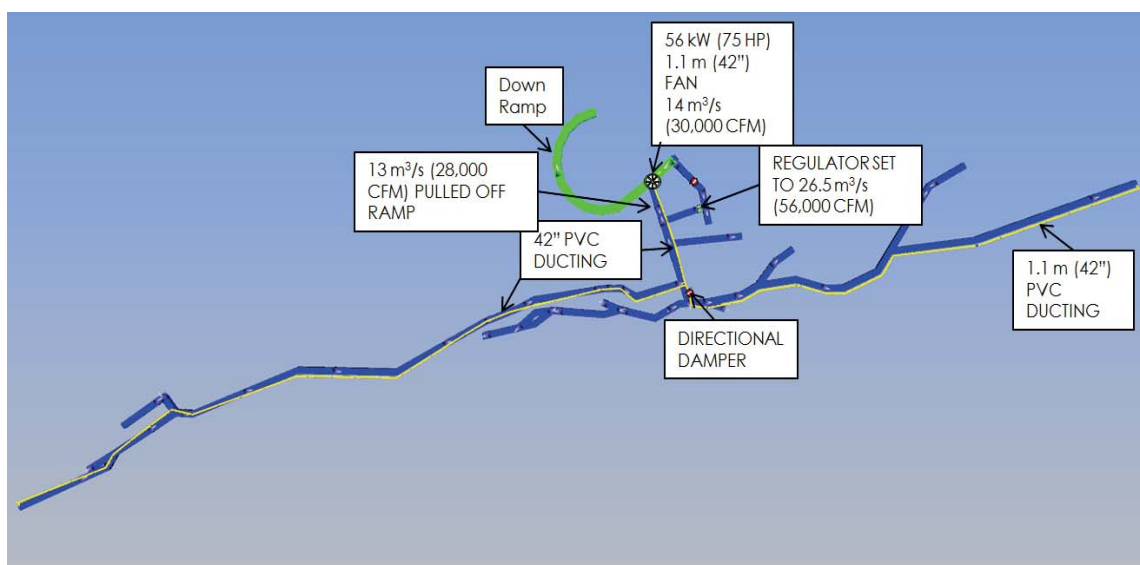 56 kW (75 HP)
1.1 m (42”)
FAN
14 m³/s
(30,000 CFM)
Down
Ramp
13 m³/s (28,000
CFM) PULLED OFF
RAMP
REGULATOR SET
TO 26.5 m³/s
(56,000 CFM)
42” PVC
DUCTING
1.1 m (42”)
PVC
DUCTING
DIRECTIONAL
DAMPER